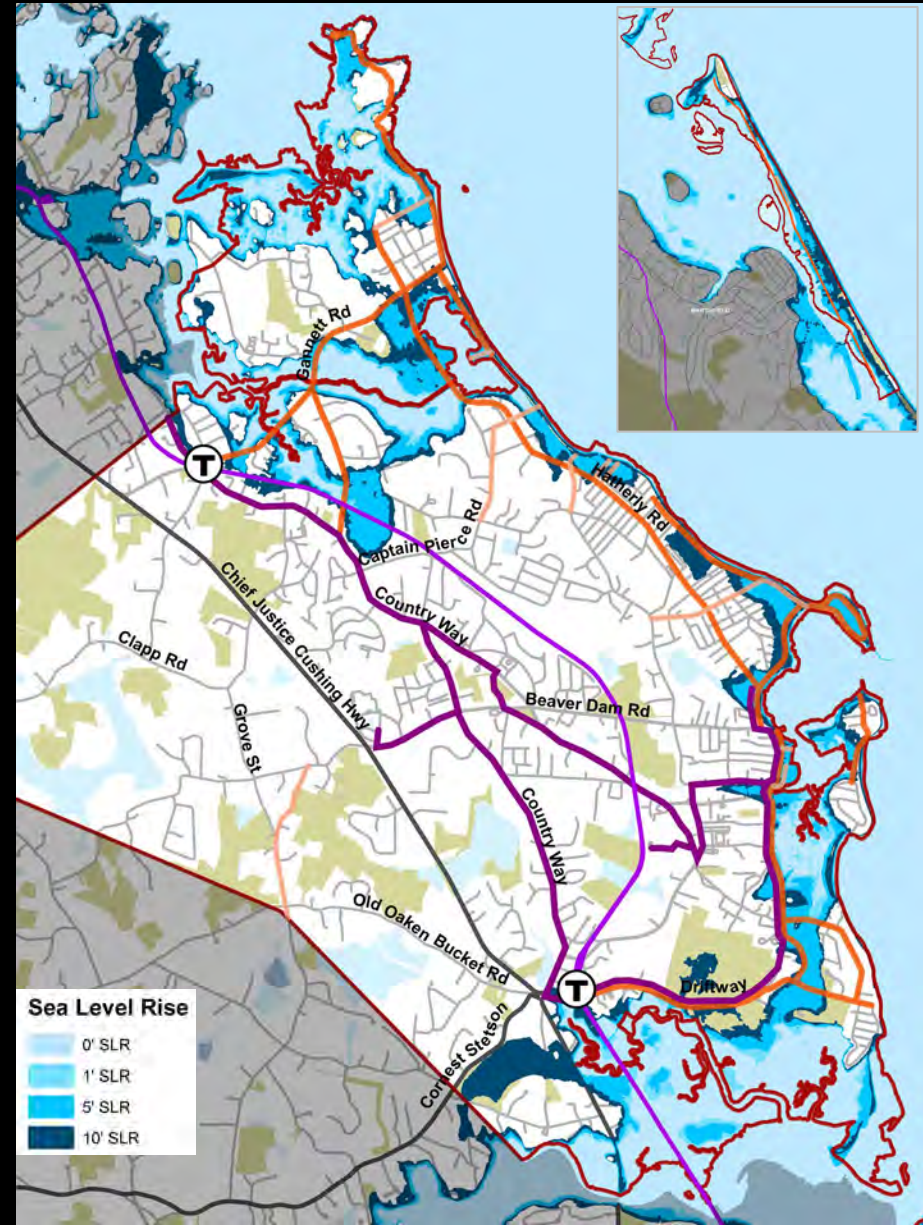 Gannett Rd
T
Hatherly Rd
Captain Pierce Rd
Chief Justice Cushing Hwy
Country Way
Clapp Rd
Grove St
Beaver Dam Rd
Country Way
Old Oaken Bucket Rd
T
Driftway
Cornest Stetson
Sea Level Rise
0' SLR
1' SLR
5' SLR
10' SLR